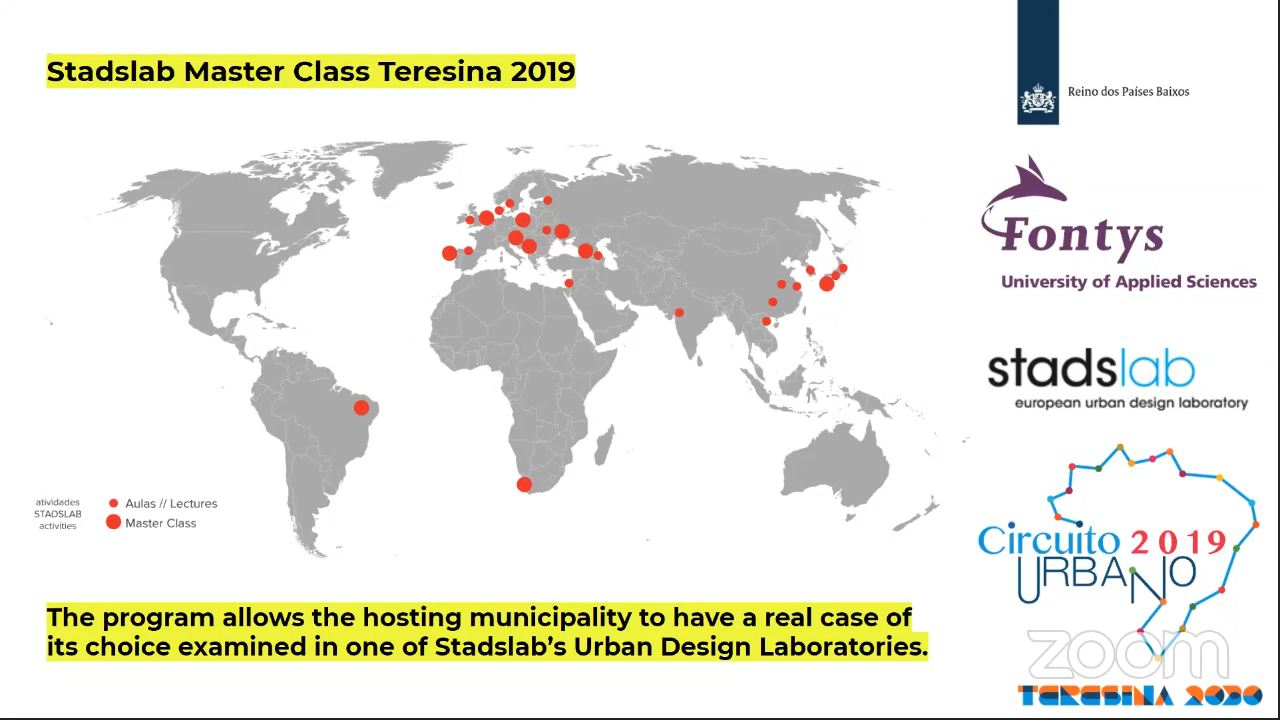 Stadslab Master Class Teresina 2019
Reino dos Países Baixos
Fontys
University of Applied Sciences
stadslab
european urban design laboratory
atividades
STADSLAB
activities
Aulas // Lectures
Master Class
Circuito 2019
URBANO
The program allows the hosting municipality to have a real case of
its choice examined in one of Stadslab’s Urban Design Laboratories.
zoom
TERESINA 2030